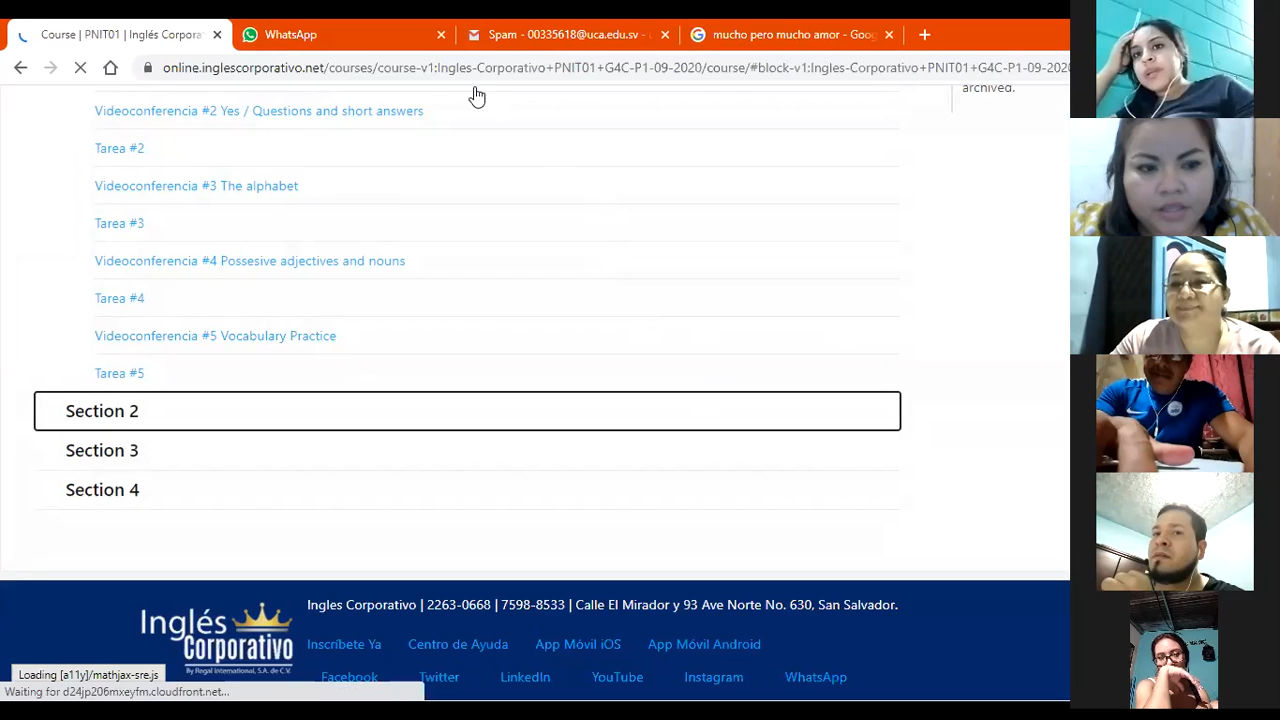 Course | PNIT01 | Inglés Corpora
WhatsApp
Spam - 00335618@uca.edu.sv -
mucho pero mucho amor - Goo
online.inglescorporativo.net/courses/course-v1:Ingles-Corporativo+PNIT01+G4C-P1-09-2020/course/#block-v1:Ingles-Corporativo+PNIT01+G4C-P1-09-2020
archived.
Videoconferencia #2 Yes / Questions and short answers
Tarea #2
Videoconferencia #3 The alphabet
Tarea #3
Videoconferencia #4 Possesive adjectives and nouns
Tarea #4
Videoconferencia #5 Vocabulary Practice
Tarea #5
Section 2
Section 3
Section 4
Inglés Corporativo
By Regal International, S.A. de C.V.
Ingles Corporativo | 2263-0668 | 7598-8533 | Calle El Mirador y 93 Ave Norte No. 630, San Salvador.
Inscríbete Ya
Centro de Ayuda
App Móvil iOS
App Móvil Android
Facebook
Twitter
LinkedIn
YouTube
Instagram
WhatsApp
Loading [a11y]/mathjax-sre.js
Waiting for d24jp206mxeyfm.cloudfront.net...